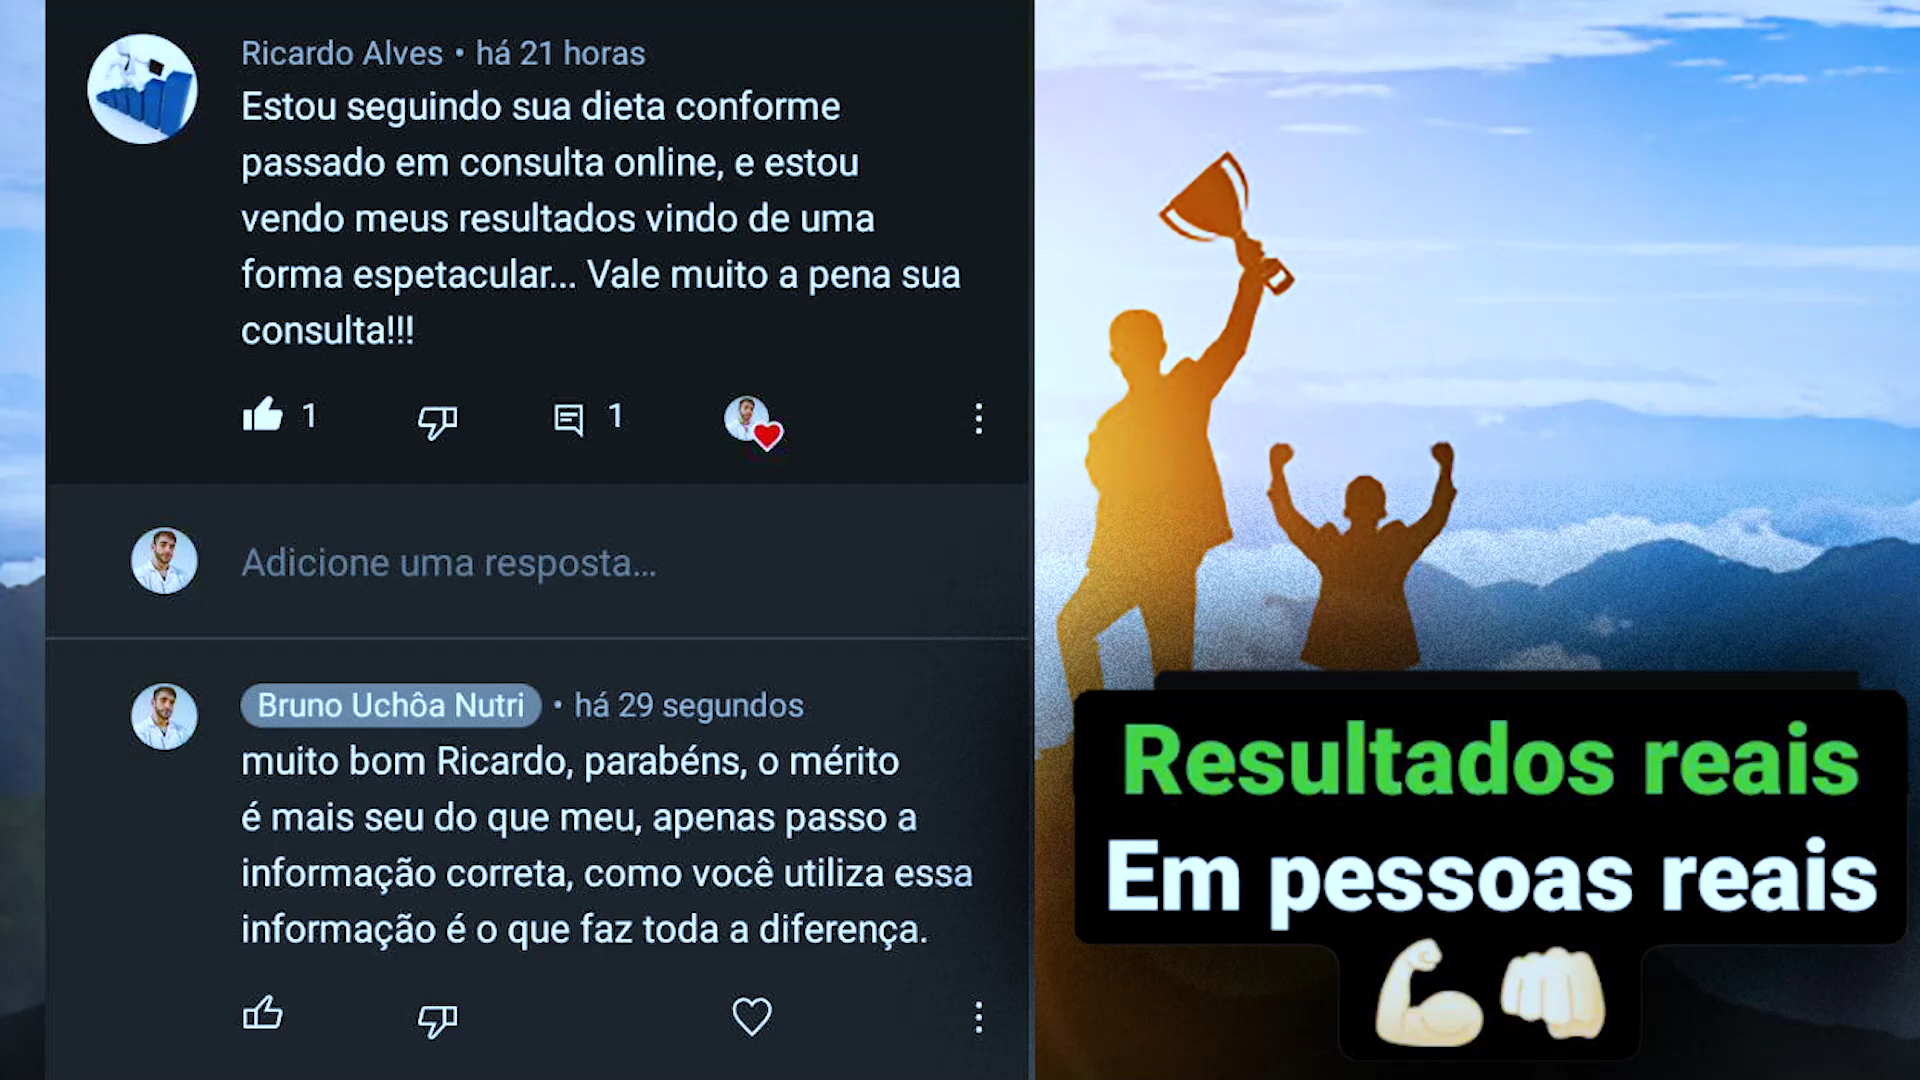 Ricardo Alves • há 21 horas
Estou seguindo sua dieta conforme
passado em consulta online, e estou
vendo meus resultados vindo de uma
forma espetacular... Vale muito a pena sua
consulta!!!
1
1
Adicione uma resposta...
Bruno Uchôa Nutri • há 29 segundos
muito bom Ricardo, parabéns, o mérito
é mais seu do que meu, apenas passo a
informação correta, como você utiliza essa
informação é o que faz toda a diferença.
Resultados reais
Em pessoas reais